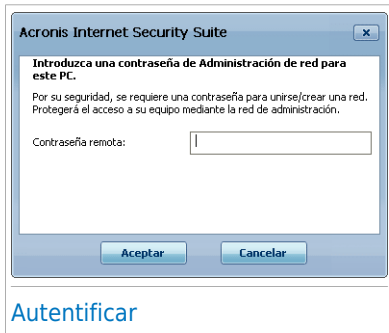 Acronis Internet Security Suite
Introduzca una contraseña de Administración de red para
este PC.
Por su seguridad, se requiere una contraseña para unirse/crear una red.
Protegerá el acceso a su equipo mediante la red de administración.
Contraseña remota:
Aceptar
Cancelar
Autentificar